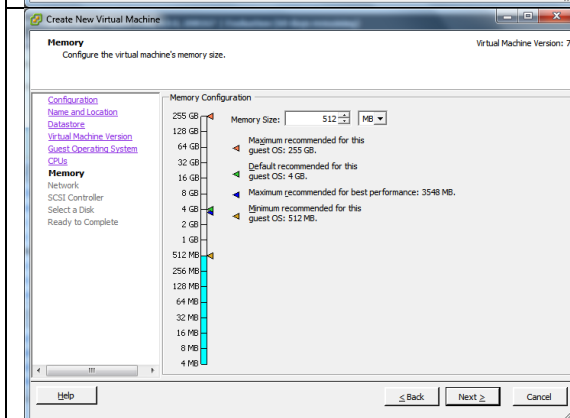 Create New Virtual Machine
Memory
Configure the virtual machine's memory size.
Virtual Machine Version: 7
Configuration
Name and Location
Datastore
Virtual Machine Version
Guest Operating System
CPUs
Memory
Network
SCSI Controller
Select a Disk
Ready to Complete
Memory Configuration
255 GB
128 GB
64 GB
32 GB
16 GB
8 GB
4 GB
2 GB
1 GB
512 MB
256 MB
128 MB
64 MB
32 MB
16 MB
8 MB
4 MB
Memory Size: 512 MB
Maximum recommended for this
guest OS: 255 GB.
Default recommended for this
guest OS: 4 GB.
Maximum recommended for best performance: 3548 MB.
Minimum recommended for this
guest OS: 512 MB.
Help
≤ Back
Next ≥
Cancel